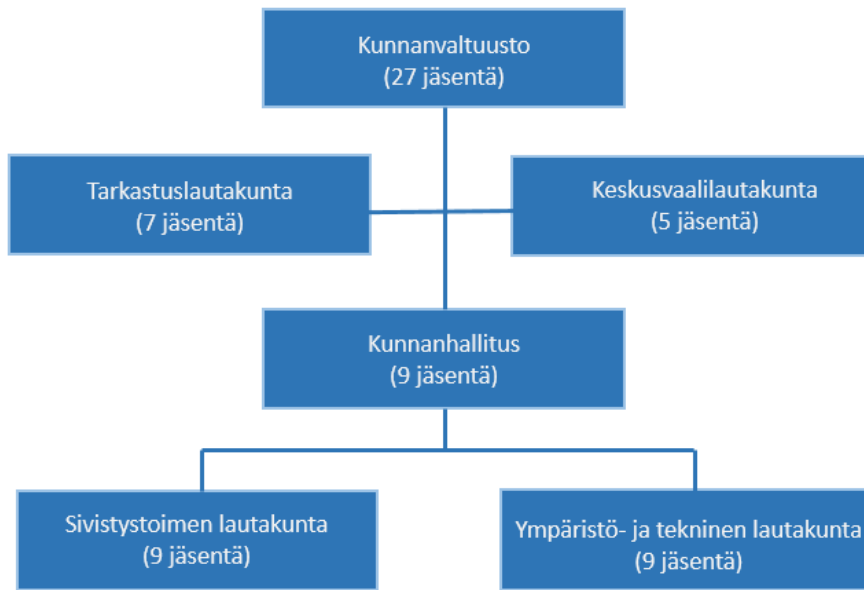 Kunnanvaltuusto
(27 jäsentä)
Tarkastuslautakunta
(7 jäsentä)
Keskusvaalilautakunta
(5 jäsentä)
Kunnanhallitus
(9 jäsentä)
Sivistystoimen lautakunta
(9 jäsentä)
Ympäristö- ja tekninen lautakunta
(9 jäsentä)